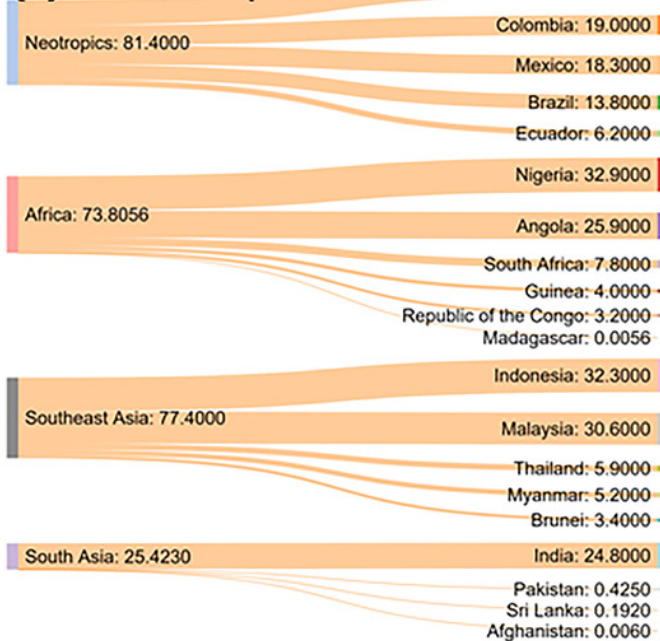 Neotropics: 81.4000
Colombia: 19.0000
Mexico: 18.3000
Brazil: 13.8000
Ecuador: 6.2000
Africa: 73.8056
Nigeria: 32.9000
Angola: 25.9000
South Africa: 7.8000
Guinea: 4.0000
Republic of the Congo: 3.2000
Madagascar: 0.0056
Southeast Asia: 77.4000
Indonesia: 32.3000
Malaysia: 30.6000
Thailand: 5.9000
Myanmar: 5.2000
Brunei: 3.4000
South Asia: 25.4230
India: 24.8000
Pakistan: 0.4250
Sri Lanka: 0.1920
Afghanistan: 0.0060